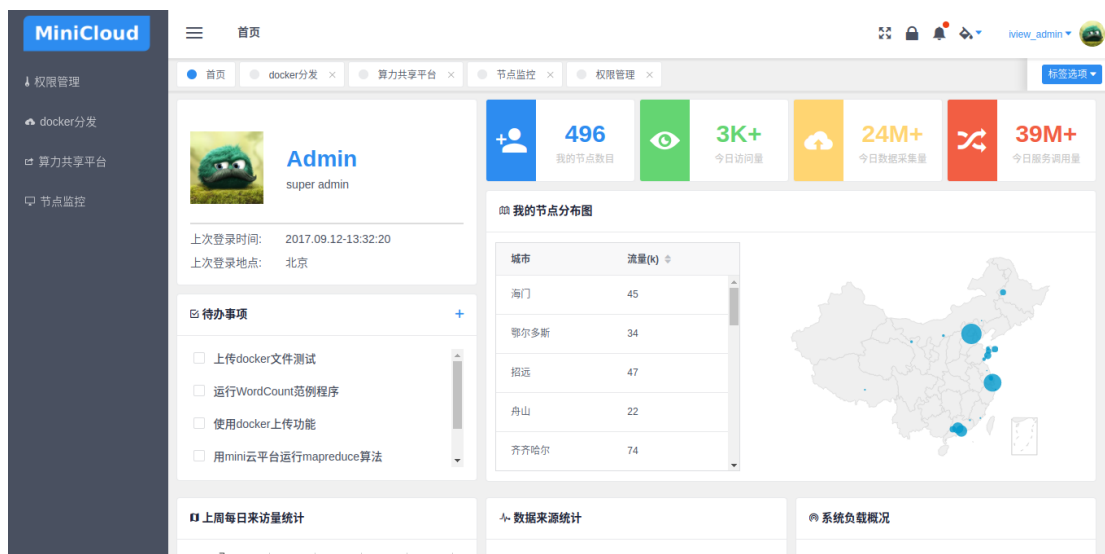 MiniCloud
首页
iview_admin
权限管理
docker分发
算力共享平台
节点监控
首页
docker分发
算力共享平台
节点监控
权限管理
标签选项
Admin
super admin
上次登录时间: 2017.09.12-13:32:20
上次登录地点: 北京
496
我的节点数目
3K+
今日访问量
24M+
今日数据采集量
39M+
今日服务调用量
待办事项
上传docker文件测试
运行WordCount范例程序
使用docker上传功能
用mini云平台运行mapreduce算法
我的节点分布图
城市 流量(k)
海门 45
鄂尔多斯 34
招远 47
舟山 22
齐齐哈尔 74
上周每日来访量统计
数据来源统计
系统负载概况